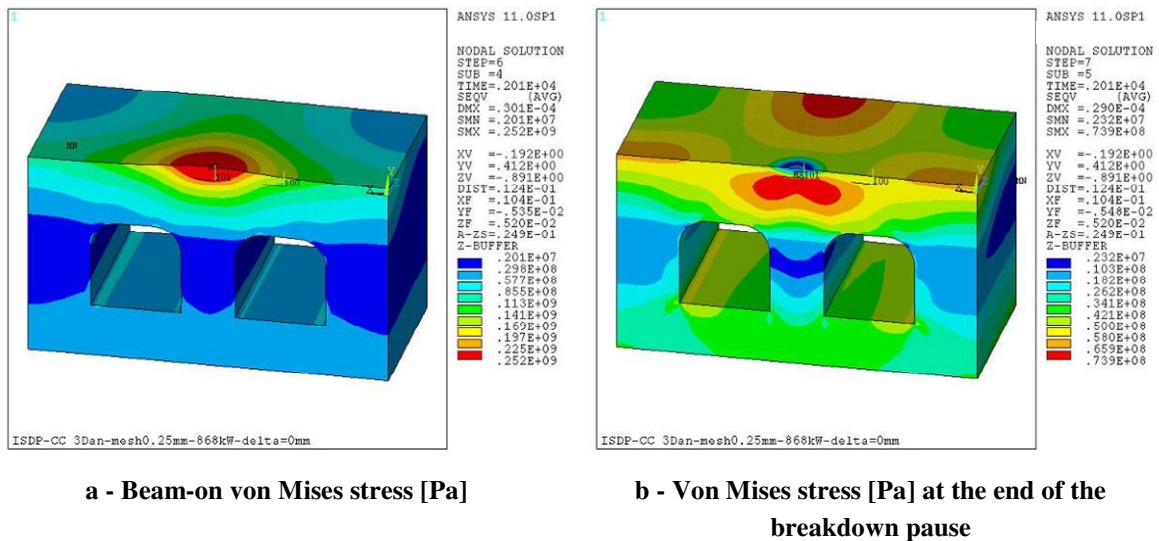 1
ANSYS 11.0SP1
NODAL SOLUTION
STEP=6
SUB =4
TIME=.201E+04
SEQV (AVG)
DMX =.301E-04
SMN =.201E+07
SMX =.252E+09
XV =-.192E+00
YV =.412E+00
ZV =-.891E+00
DIST=.124E-01
XF =.104E-01
YF =-.535E-02
ZF =.520E-02
A-ZS=.249E-01
Z-BUFFER
.201E+07
.298E+08
.577E+08
.855E+08
.113E+09
.141E+09
.169E+09
.197E+09
.225E+09
.252E+09
MN
101
100
Y
X
Z
ISDP-CC 3Dan-mesh0.25mm-868kW-delta=0mm
a - Beam-on von Mises stress [Pa]
1
ANSYS 11.0SP1
NODAL SOLUTION
STEP=7
SUB =5
TIME=.201E+04
SEQV (AVG)
DMX =.290E-04
SMN =.232E+07
SMX =.739E+08
XV =-.192E+00
YV =.412E+00
ZV =-.891E+00
DIST=.124E-01
XF =.104E-01
YF =-.548E-02
ZF =.520E-02
A-ZS=.249E-01
Z-BUFFER
.232E+07
.103E+08
.182E+08
.262E+08
.341E+08
.421E+08
.500E+08
.580E+08
.659E+08
.739E+08
100
X
Z
ISDP-CC 3Dan-mesh0.25mm-868kW-delta=0mm
b - Von Mises stress [Pa] at the end of the
breakdown pause